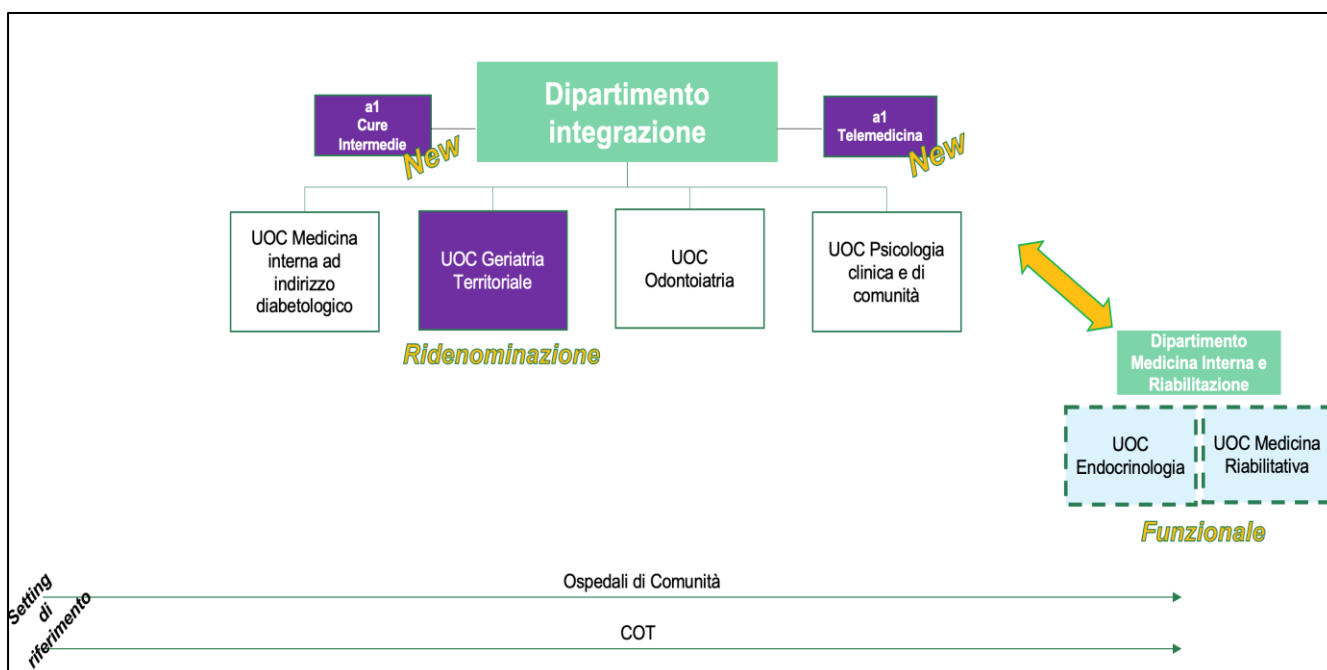 Dipartimento
integrazione
a1
Cure
Intermedie
New
a1
Telemedicina
New
UOC Medicina
interna ad
indirizzo
diabetologico
UOC Geriatria
Territoriale
UOC
Odontoiatria
UOC Psicologia
clinica e di
comunità
Ridenominazione
Dipartimento
Medicina Interna e
Riabilitazione
UOC
Endocrinologia
UOC Medicina
Riabilitativa
Funzionale
Setting
di
riferimento
Ospedali di Comunità
COT